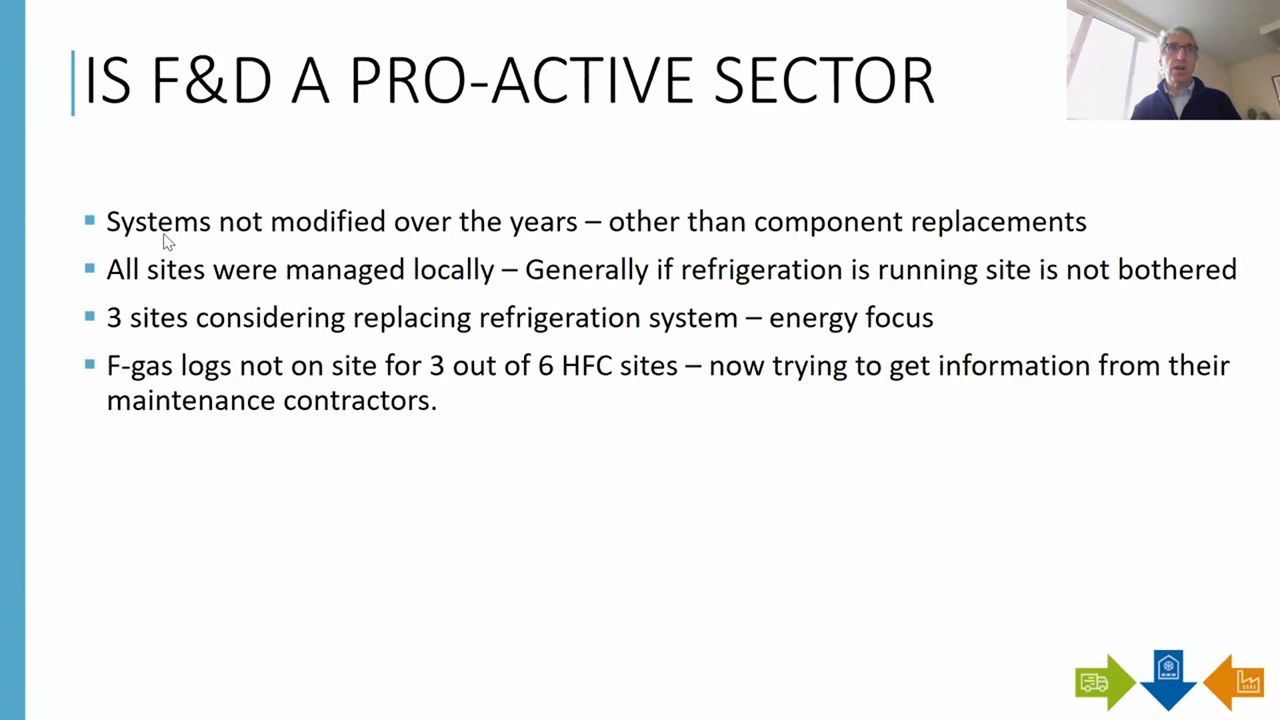 IS F&D A PRO-ACTIVE SECTOR
Systems not modified over the years – other than component replacements
All sites were managed locally – Generally if refrigeration is running site is not bothered
3 sites considering replacing refrigeration system – energy focus
F-gas logs not on site for 3 out of 6 HFC sites – now trying to get information from their
maintenance contractors.